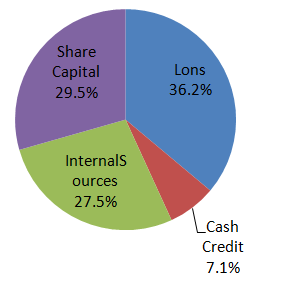 Share
Capital
29.5%
Lons
36.2%
InternalS
ources
27.5%
Cash
Credit
7.1%